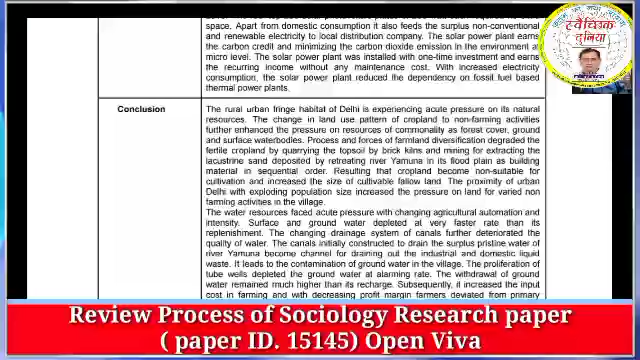 space. Apart from domestic consumption it also feeds the surplus non-conventional
and renewable electricity to local distribution company. The solar power plant earns
the carbon credit and minimizing the carbon dioxide emission in the environment at
micro level. The solar power plant was installed with one-time investment and earns
the recurring income without any maintenance cost. With increased electricity
consumption, the solar power plant reduced the dependency on fossil fuel based
thermal power plants.
Conclusion
The rural urban fringe habitat of Delhi is experiencing acute pressure on its natural
resources. The change in land use pattern of cropland to non-farming activities
further enhanced the pressure on resources of commonality as forest cover, ground
and surface waterbodies. Process and forces of farmland diversification degraded the
fertile cropland by quarrying the topsoil by brick kilns and mining for extracting the
lacustrine sand deposited by retreating river Yamuna in its flood plain as building
material in sequential order. Resulting that cropland become non-suitable for
cultivation and increased the size of cultivable fallow land. The proximity of urban
Delhi with exploding population size increased the pressure on land for varied non
farming activities in the village.
The water resources faced acute pressure with changing agricultural automation and
intensity. Surface and ground water depleted at very faster rate than its
replenishment. The changing drainage system of canals further deteriorated the
quality of water. The canals initially constructed to drain the surplus pristine water of
river Yamuna become channel for draining out the industrial and domestic liquid
waste. It leads to the contamination of ground water in the village. The proliferation of
tube wells depleted the ground water at alarming rate. The withdrawal of ground
water remained much higher than its recharge. Subsequently, it increased the input
cost in farming and with decreasing profit margin farmers deviated from primary
स्वैच्छिक
दुनिया
Review Process of Sociology Research paper
( paper ID. 15145) Open Viva